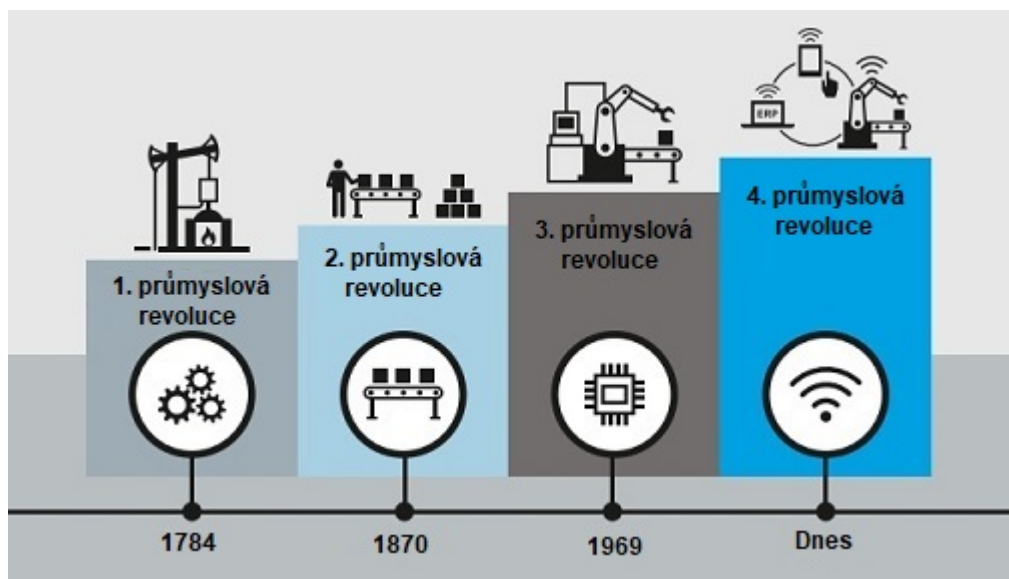 ERP
1. průmyslová
revoluce
2. průmyslová
revoluce
3. průmyslová
revoluce
4. průmyslová
revoluce
1784
1870
1969
Dnes